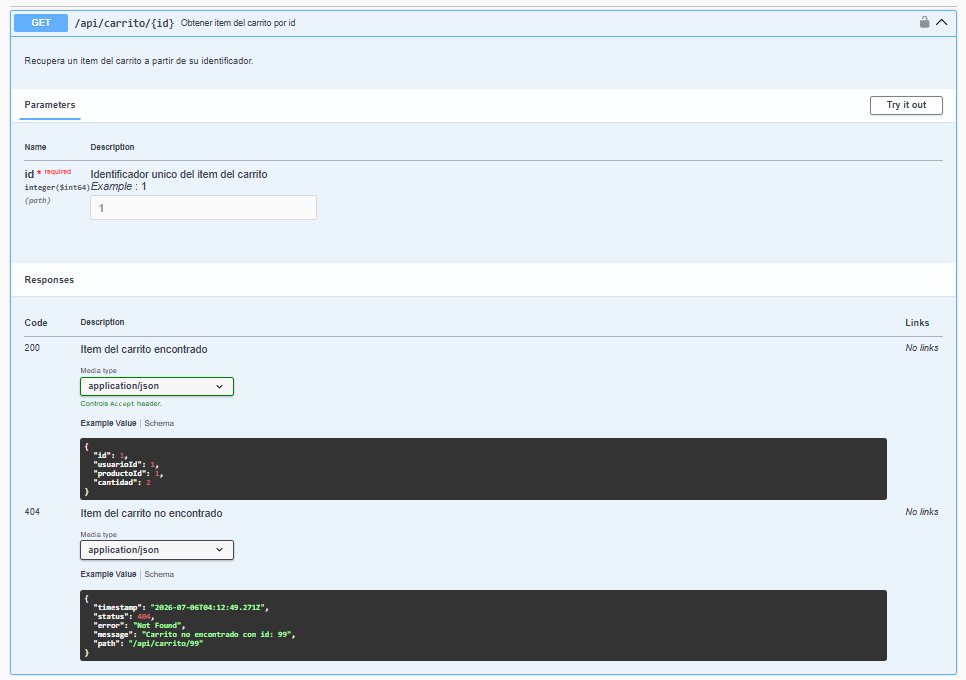 GET /api/carrito/{id} Obtener item del carrito por id
Recupera un item del carrito a partir de su identificador.
Parameters
Try it out
Name Description
id * required
integer($int64)
(path)
Identificador unico del item del carrito
Example : 1
1
Responses
Code Description Links
200 Item del carrito encontrado No links
Media type
application/json
Controls Accept header.
Example Value | Schema
{
"id": 1,
"usuarioId": 1,
"productoId": 1,
"cantidad": 2
}
404 Item del carrito no encontrado No links
Media type
application/json
Example Value | Schema
{
"timestamp": "2026-07-06T04:12:49.271Z",
"status": 404,
"error": "Not Found",
"message": "Carrito no encontrado con id: 99",
"path": "/api/carrito/99"
}